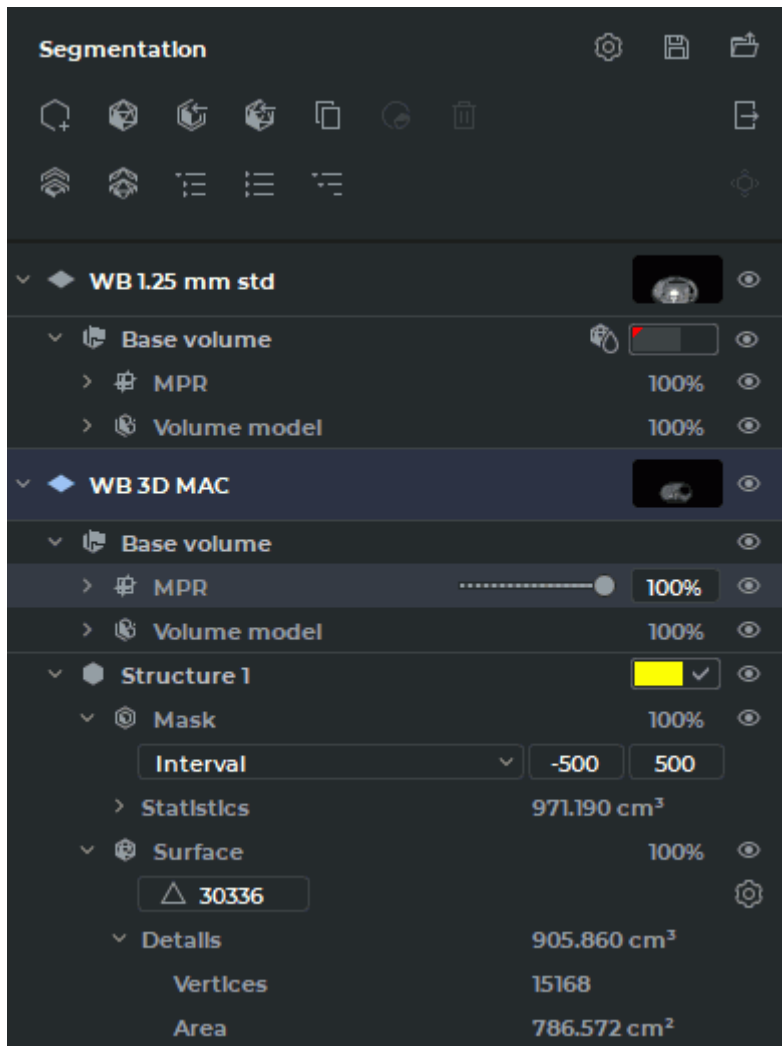 Segmentation
WB 1.25 mm std
Base volume
MPR 100%
Volume model 100%
WB 3D MAC
Base volume
MPR 100%
Volume model 100%
Structure 1
Mask 100%
Interval -500 500
Statistics 971.190 cm³
Surface 100%
30336
Details 905.860 cm³
Vertices 15168
Area 786.572 cm²